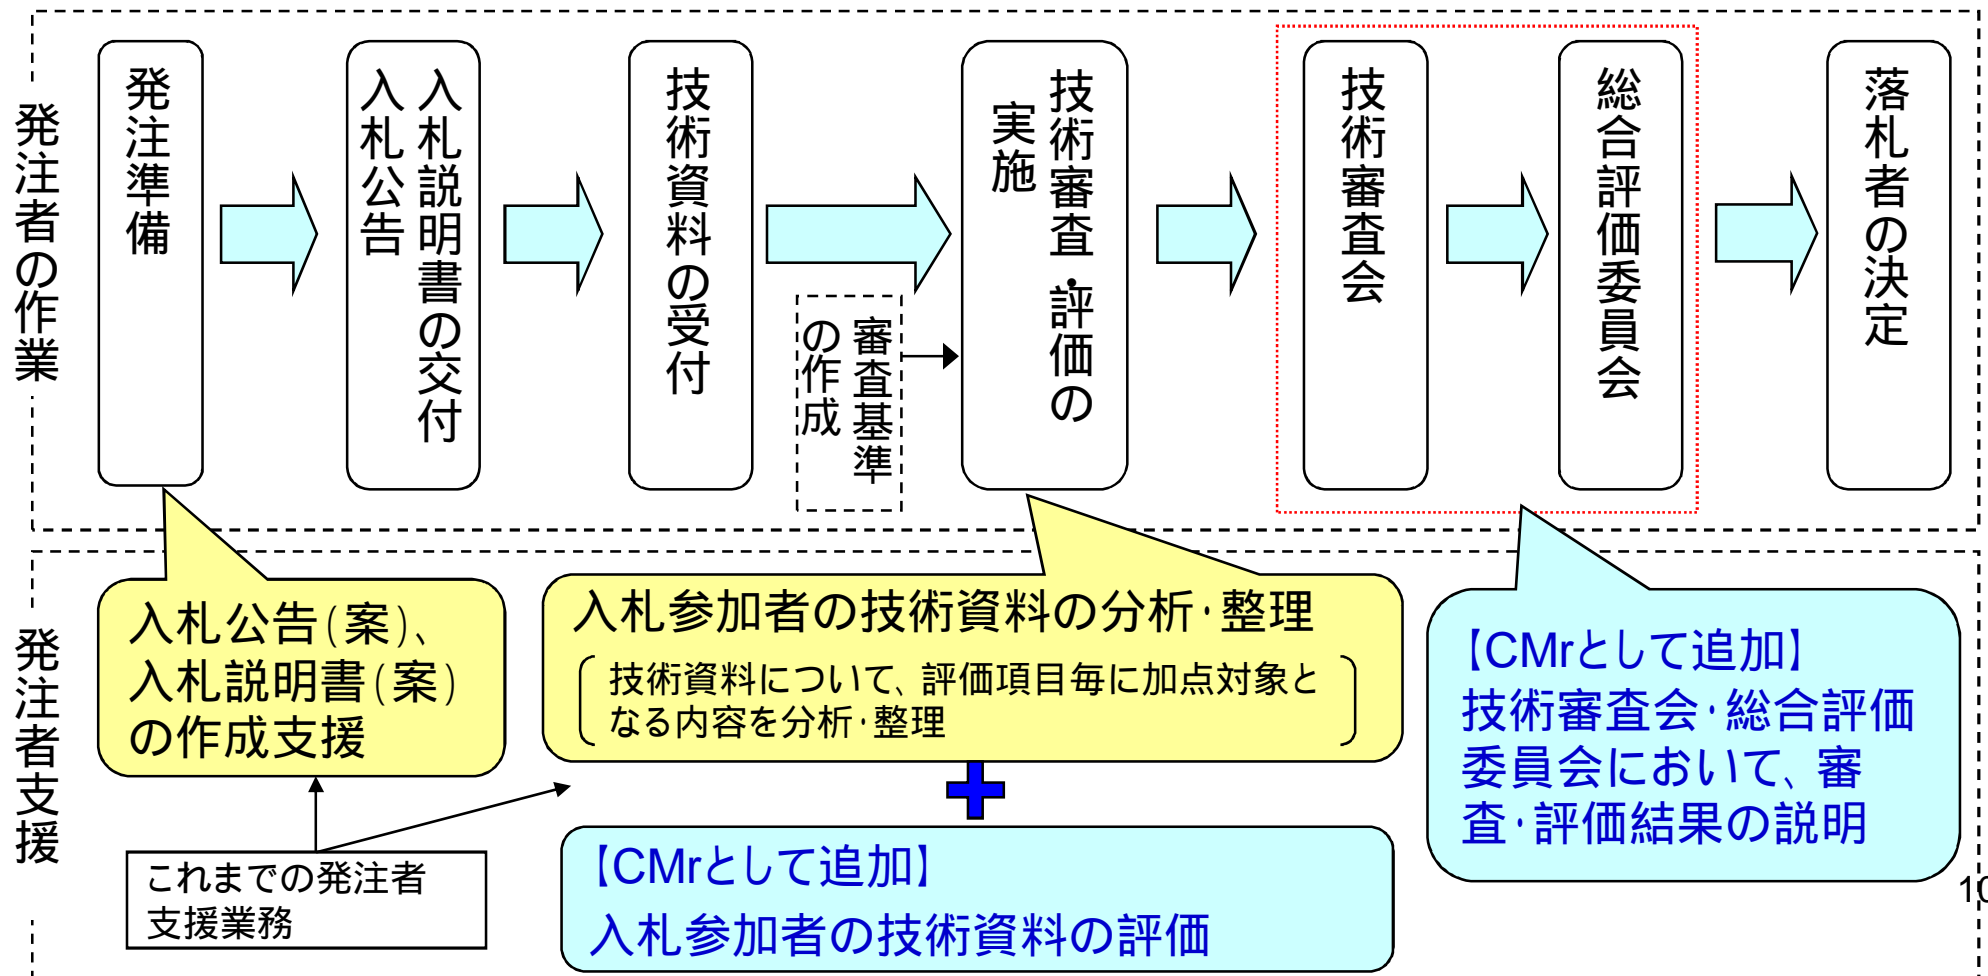 発注者の作業
発注準備
入札説明書の交付
入札公告
技術資料の受付
審査基準
の作成
技術審査・評価の
実施
技術審査会
総合評価委員会
落札者の決定
発注者支援
入札公告(案)、
入札説明書(案)
の作成支援
入札参加者の技術資料の分析・整理
技術資料について、評価項目毎に加点対象と
なる内容を分析・整理
【CMrとして追加】
技術審査会・総合評価
委員会において、審
査・評価結果の説明
これまでの発注者
支援業務
【CMrとして追加】
入札参加者の技術資料の評価
10